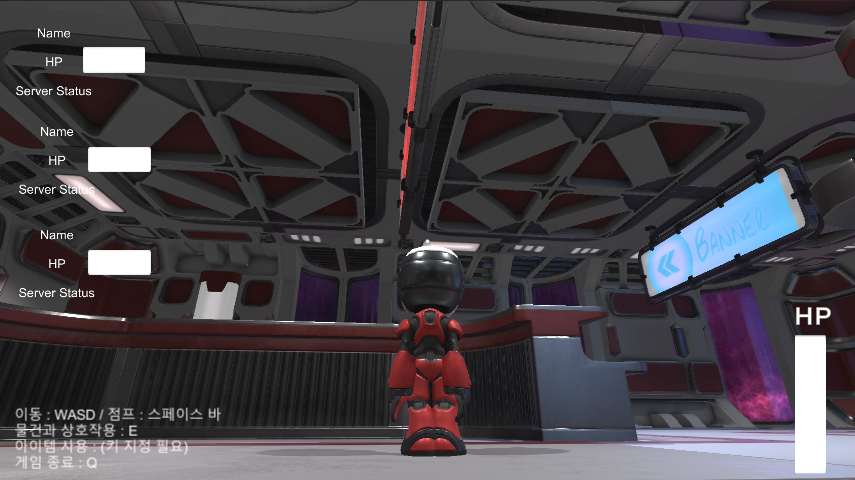 Name
HP
Server Status
Name
HP
Server Status
Name
HP
Server Status
BANNER
HP
이동 : WASD / 점프 : 스페이스 바
물건과 상호작용 : E
아이템 사용 : (키 지정 필요)
게임 종료 : Q